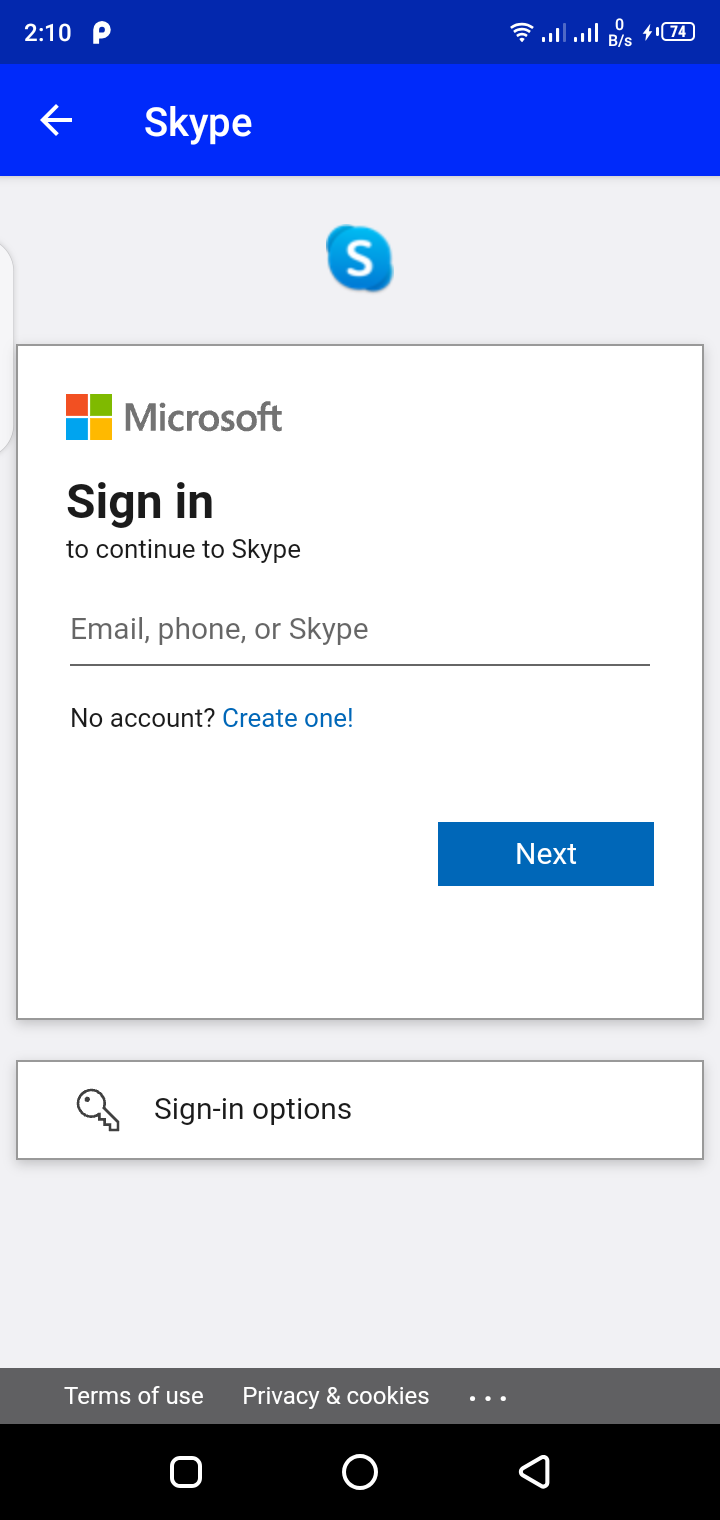 2:10
0
B/s
74
Skype
S
Microsoft
Sign in
to continue to Skype
Email, phone, or Skype
No account? Create one!
Next
Sign-in options
Terms of use Privacy & cookies ...